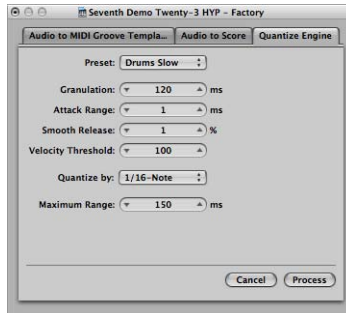 Seventh Demo Twenty-3 HYP - Factory
Audio to MIDI Groove Templa... Audio to Score Quantize Engine
Preset: Drums Slow
Granulation: 120 ms
Attack Range: 1 ms
Smooth Release: 1 %
Velocity Threshold: 100
Quantize by: 1/16-Note
Maximum Range: 150 ms
Cancel Process